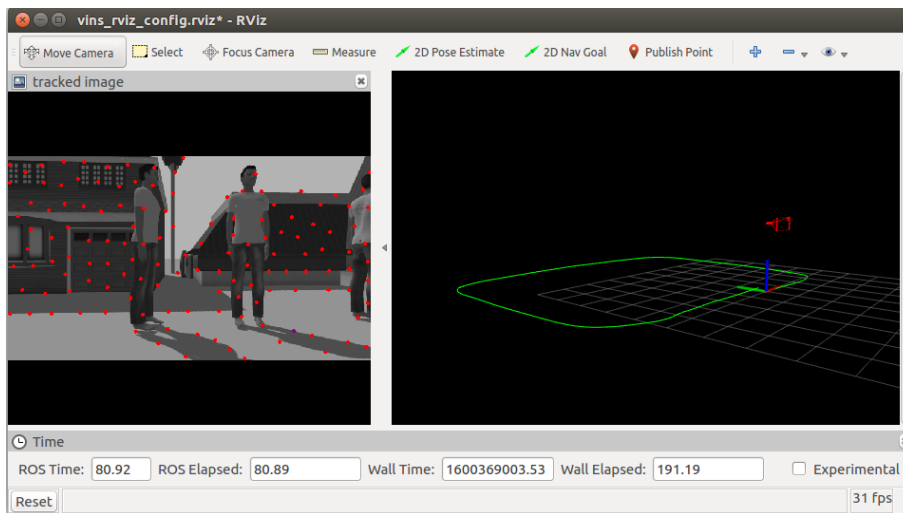 vins_rviz_config.rviz* - RViz
Move Camera Select Focus Camera Measure 2D Pose Estimate 2D Nav Goal Publish Point
tracked image
Time
ROS Time: 80.92 ROS Elapsed: 80.89 Wall Time: 1600369003.53 Wall Elapsed: 191.19 Experimental
Reset 31 fps